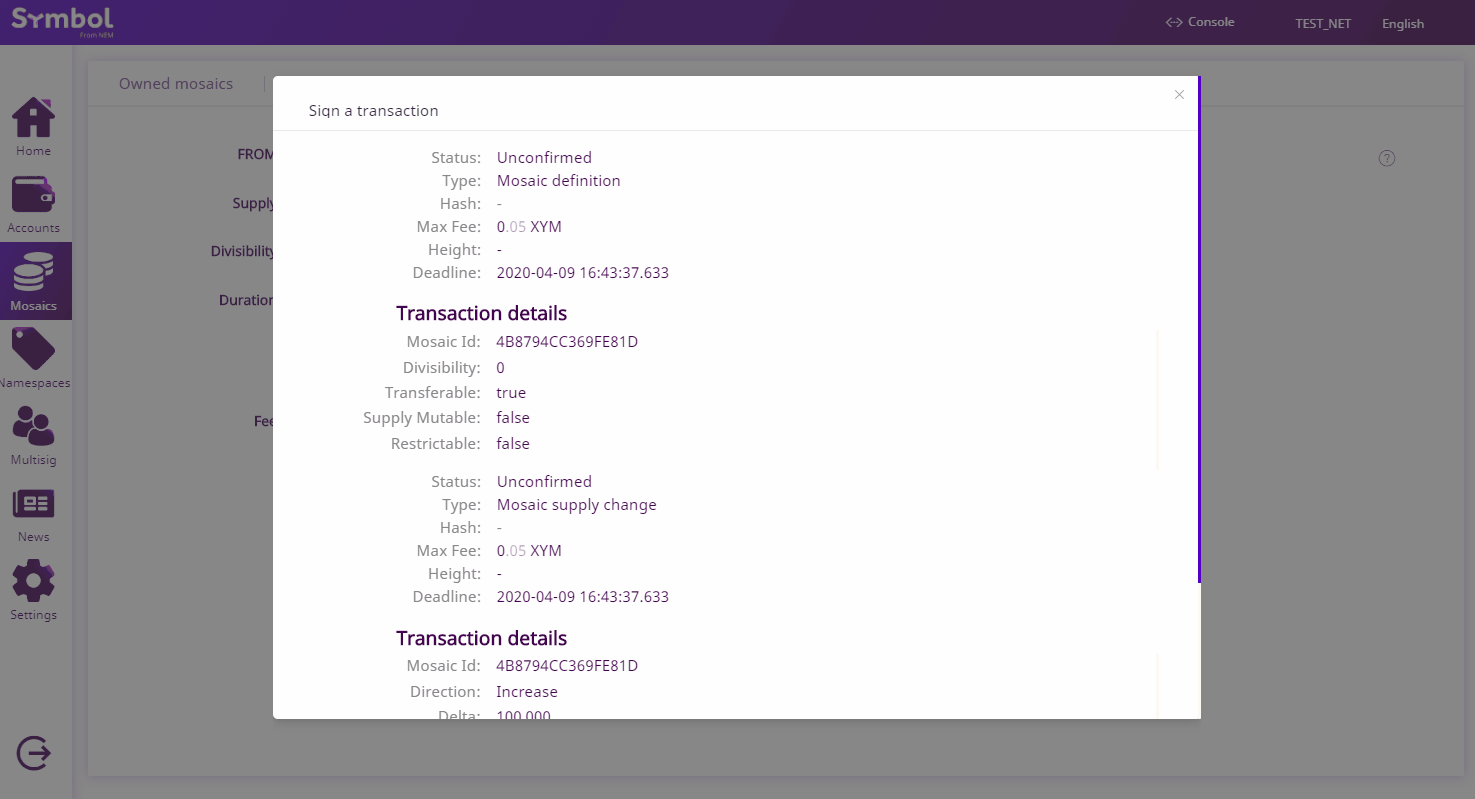 Symbol
From NEM
Console
TEST_NET
English
Owned mosaics
Home
Accounts
Mosaics
Namespaces
Multisig
News
Settings
FROM
Supply
Divisibility
Duration
Fee
?
Sign a transaction
Status: Unconfirmed
Type: Mosaic definition
Hash: -
Max Fee: 0.05 XYM
Height: -
Deadline: 2020-04-09 16:43:37.633
Transaction details
Mosaic Id: 4B8794CC369FE81D
Divisibility: 0
Transferable: true
Supply Mutable: false
Restrictable: false
Status: Unconfirmed
Type: Mosaic supply change
Hash: -
Max Fee: 0.05 XYM
Height: -
Deadline: 2020-04-09 16:43:37.633
Transaction details
Mosaic Id: 4B8794CC369FE81D
Direction: Increase
Delta: 100,000